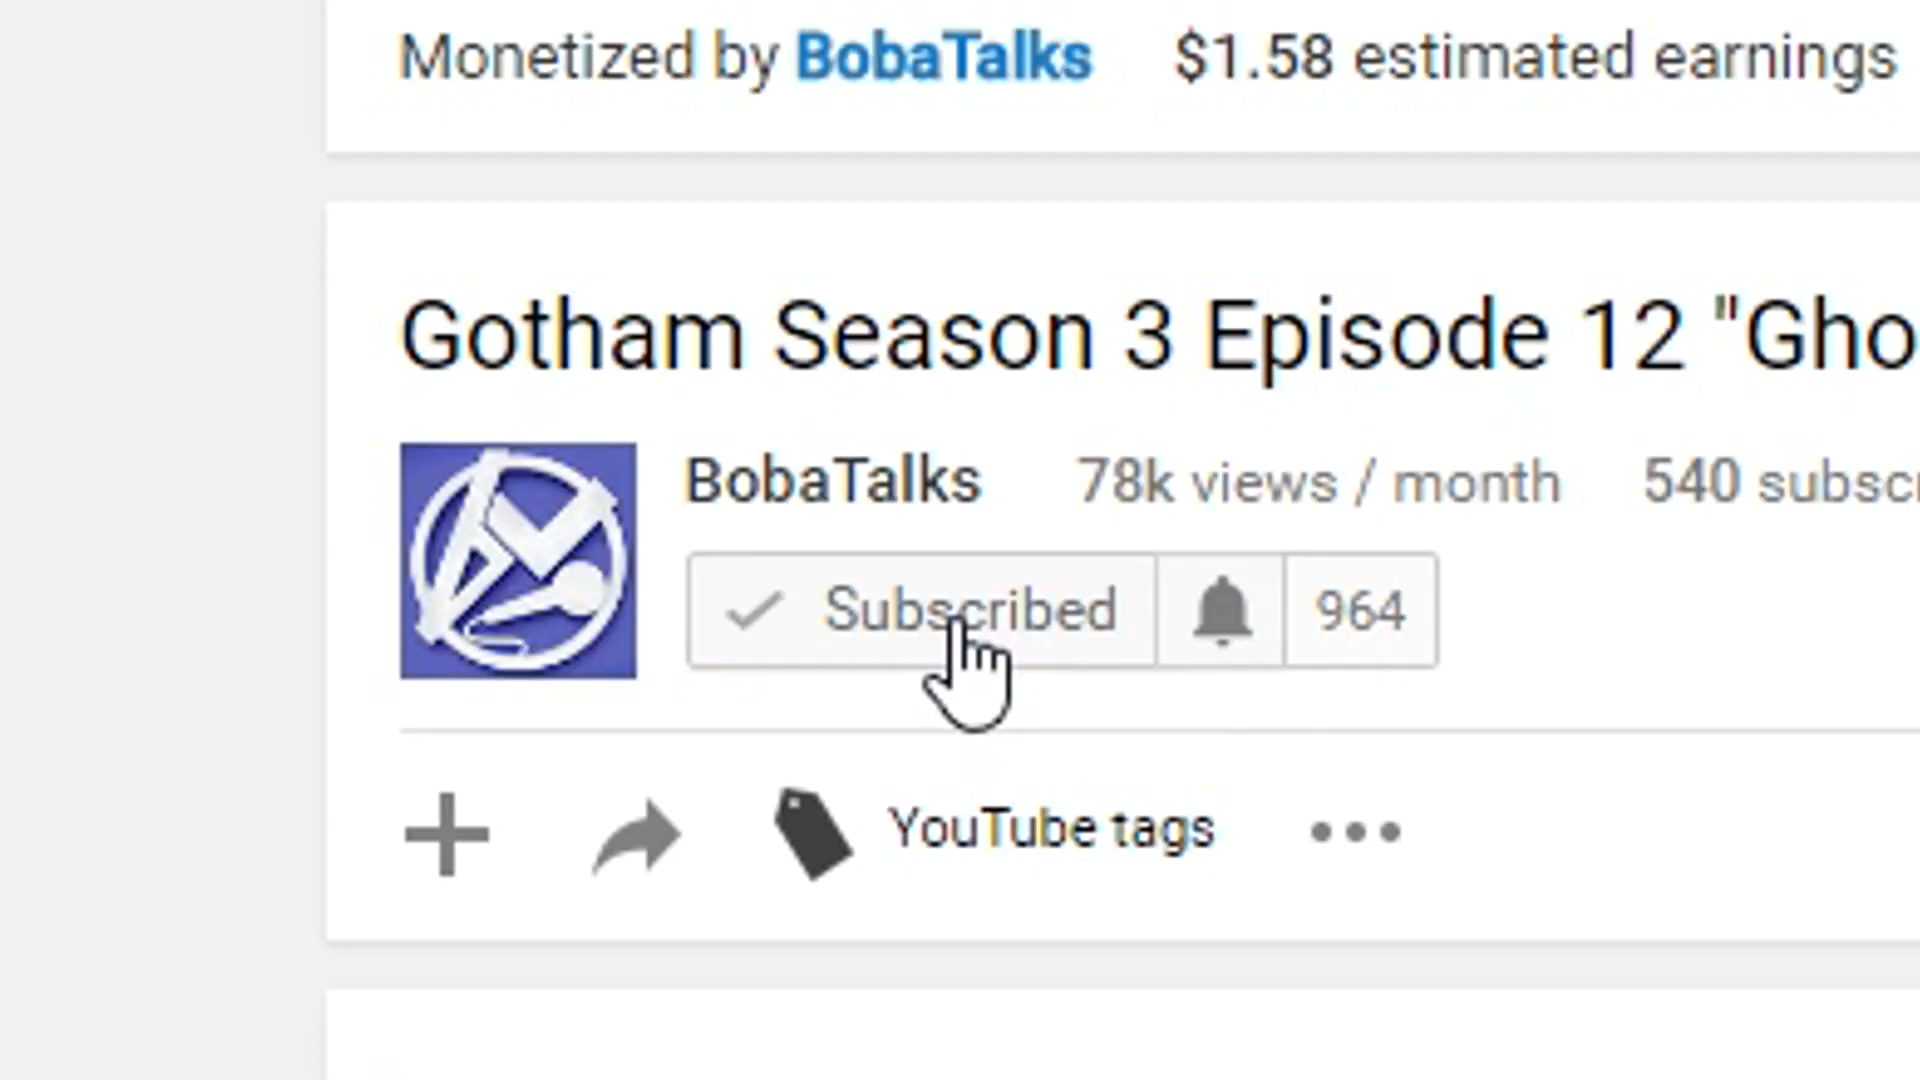 Monetized by BobaTalks $1.58 estimated earnings
Gotham Season 3 Episode 12 "Gho
BobaTalks 78k views / month 540 subscr
Subscribed 964
YouTube tags